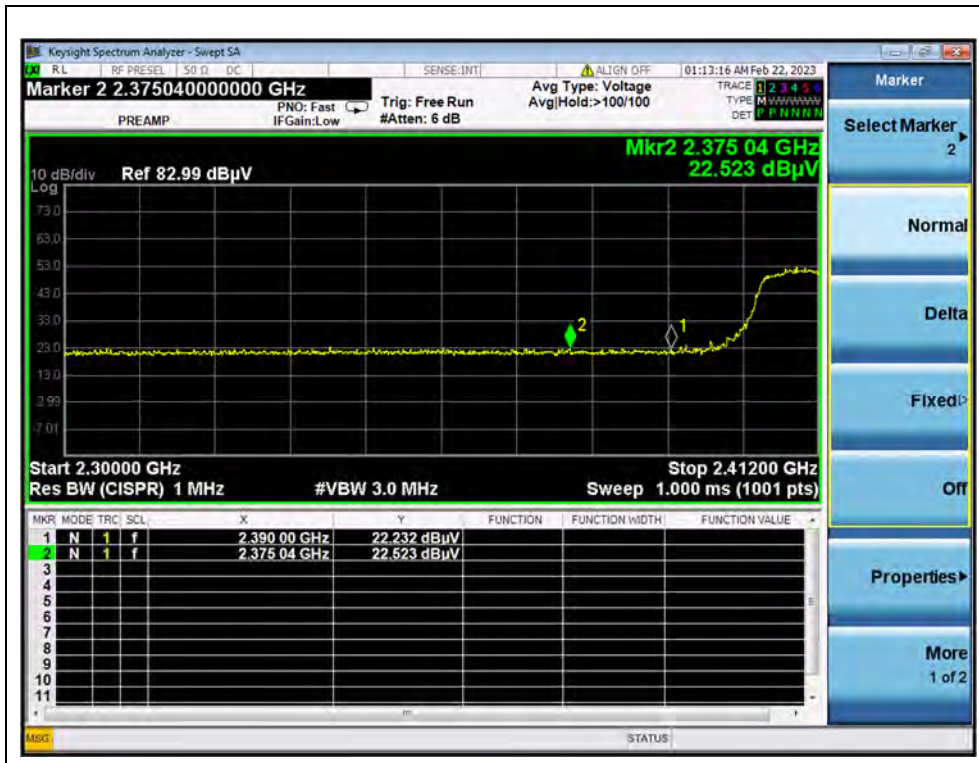 Keysight Spectrum Analyzer - Swept SA
LXI RL RF PRESEL 50 Ω DC SENSE:INT ALIGN OFF 01:13:16 AM Feb 22, 2023
Marker 2 2.375040000000 GHz
PREAMP
PNO: Fast
IFGain:Low
Trig: Free Run
#Atten: 6 dB
Avg Type: Voltage
Avg|Hold:>100/100
TRACE 1 2 3 4 5 6
TYPE M WWWWW
DET P P N N N N
Mkr2 2.375 04 GHz
22.523 dBµV
10 dB/div Ref 82.99 dBµV
Log
73.0
63.0
53.0
43.0
33.0
23.0
13.0
2.99
-7.01
2
1
Start 2.30000 GHz Stop 2.41200 GHz
Res BW (CISPR) 1 MHz #VBW 3.0 MHz Sweep 1.000 ms (1001 pts)
MKR MODE TRC SCL X Y FUNCTION FUNCTION WIDTH FUNCTION VALUE
1 N 1 f 2.390 00 GHz 22.232 dBµV
2 N 1 f 2.375 04 GHz 22.523 dBµV
3
4
5
6
7
8
9
10
11
MSG STATUS
Marker
Select Marker
2
Normal
Delta
Fixed
Off
Properties
More
1 of 2